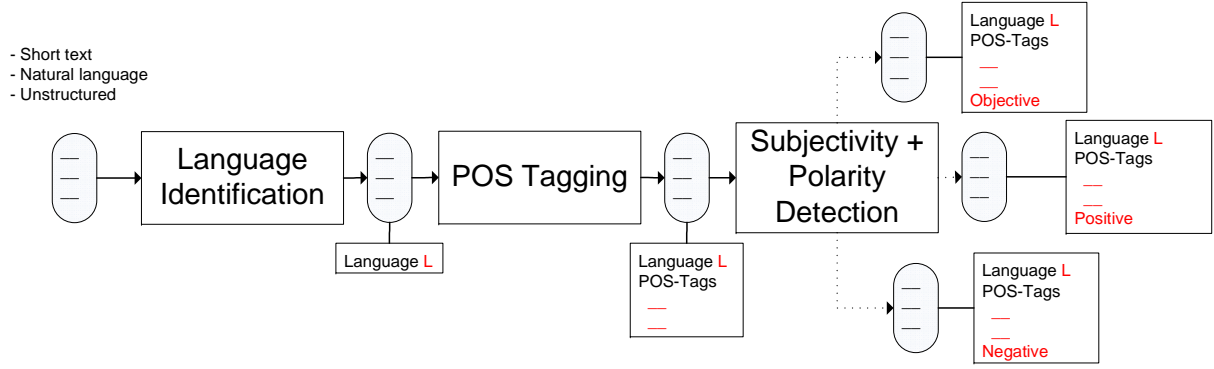 - Short text
- Natural language
- Unstructured
Language
Identification
Language L
POS Tagging
Language L
POS-Tags
Subjectivity +
Polarity
Detection
Language L
POS-Tags
Objective
Language L
POS-Tags
Positive
Language L
POS-Tags
Negative